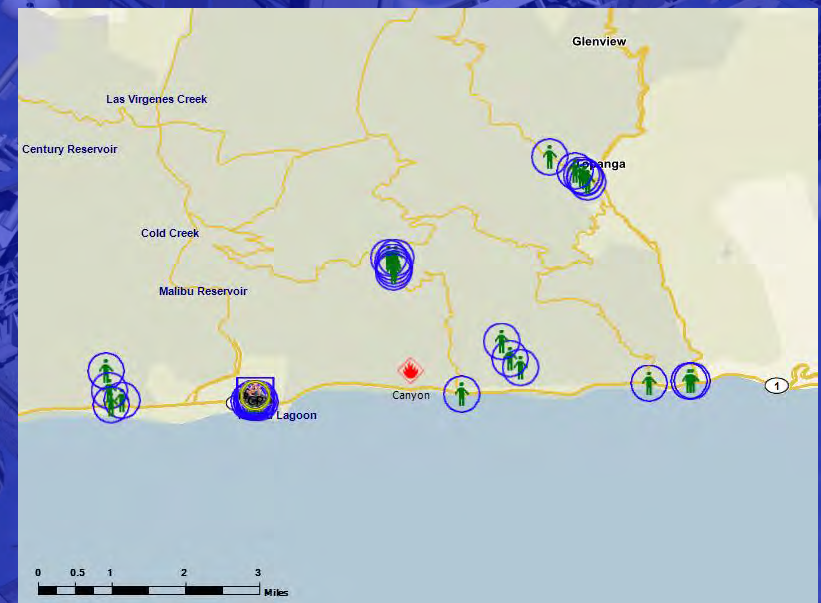 Glenview
Las Virgenes Creek
Century Reservoir
Topanga
Cold Creek
Malibu Reservoir
1
Canyon
Lagoon
0 0.5 1 2 3
Miles